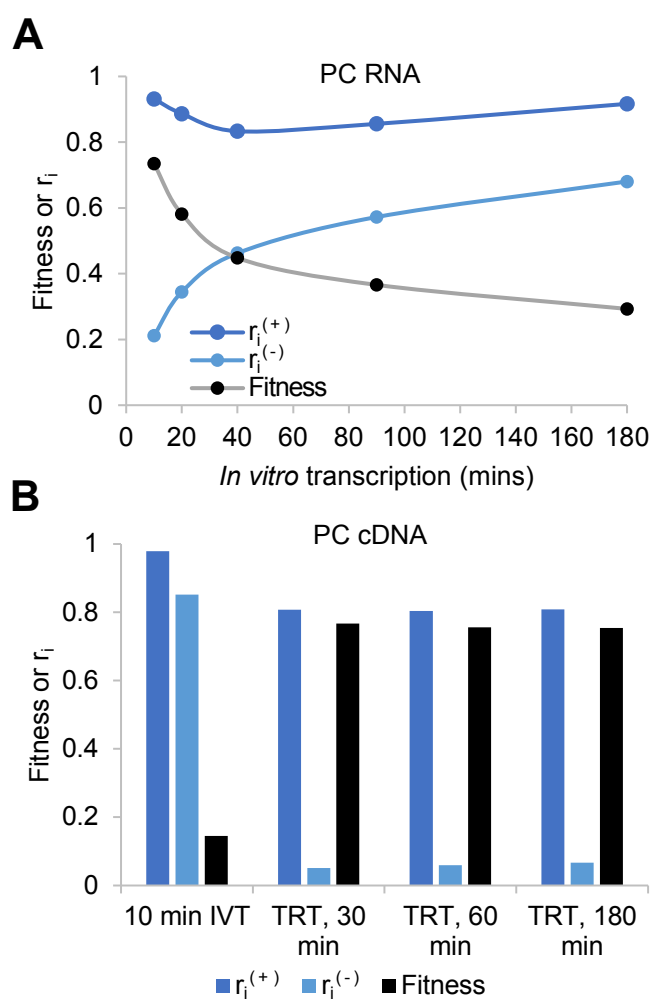 A
PC RNA
Fitness or rᵢ
1
0.8
0.6
0.4
0.2
0
rᵢ⁽⁺⁾
rᵢ⁽⁻⁾
Fitness
0 20 40 60 80 100 120 140 160 180
In vitro transcription (mins)
B
PC cDNA
Fitness or rᵢ
1
0.8
0.6
0.4
0.2
0
10 min IVT TRT, 30 TRT, 60 TRT, 180
min min min
rᵢ⁽⁺⁾ rᵢ⁽⁻⁾ Fitness